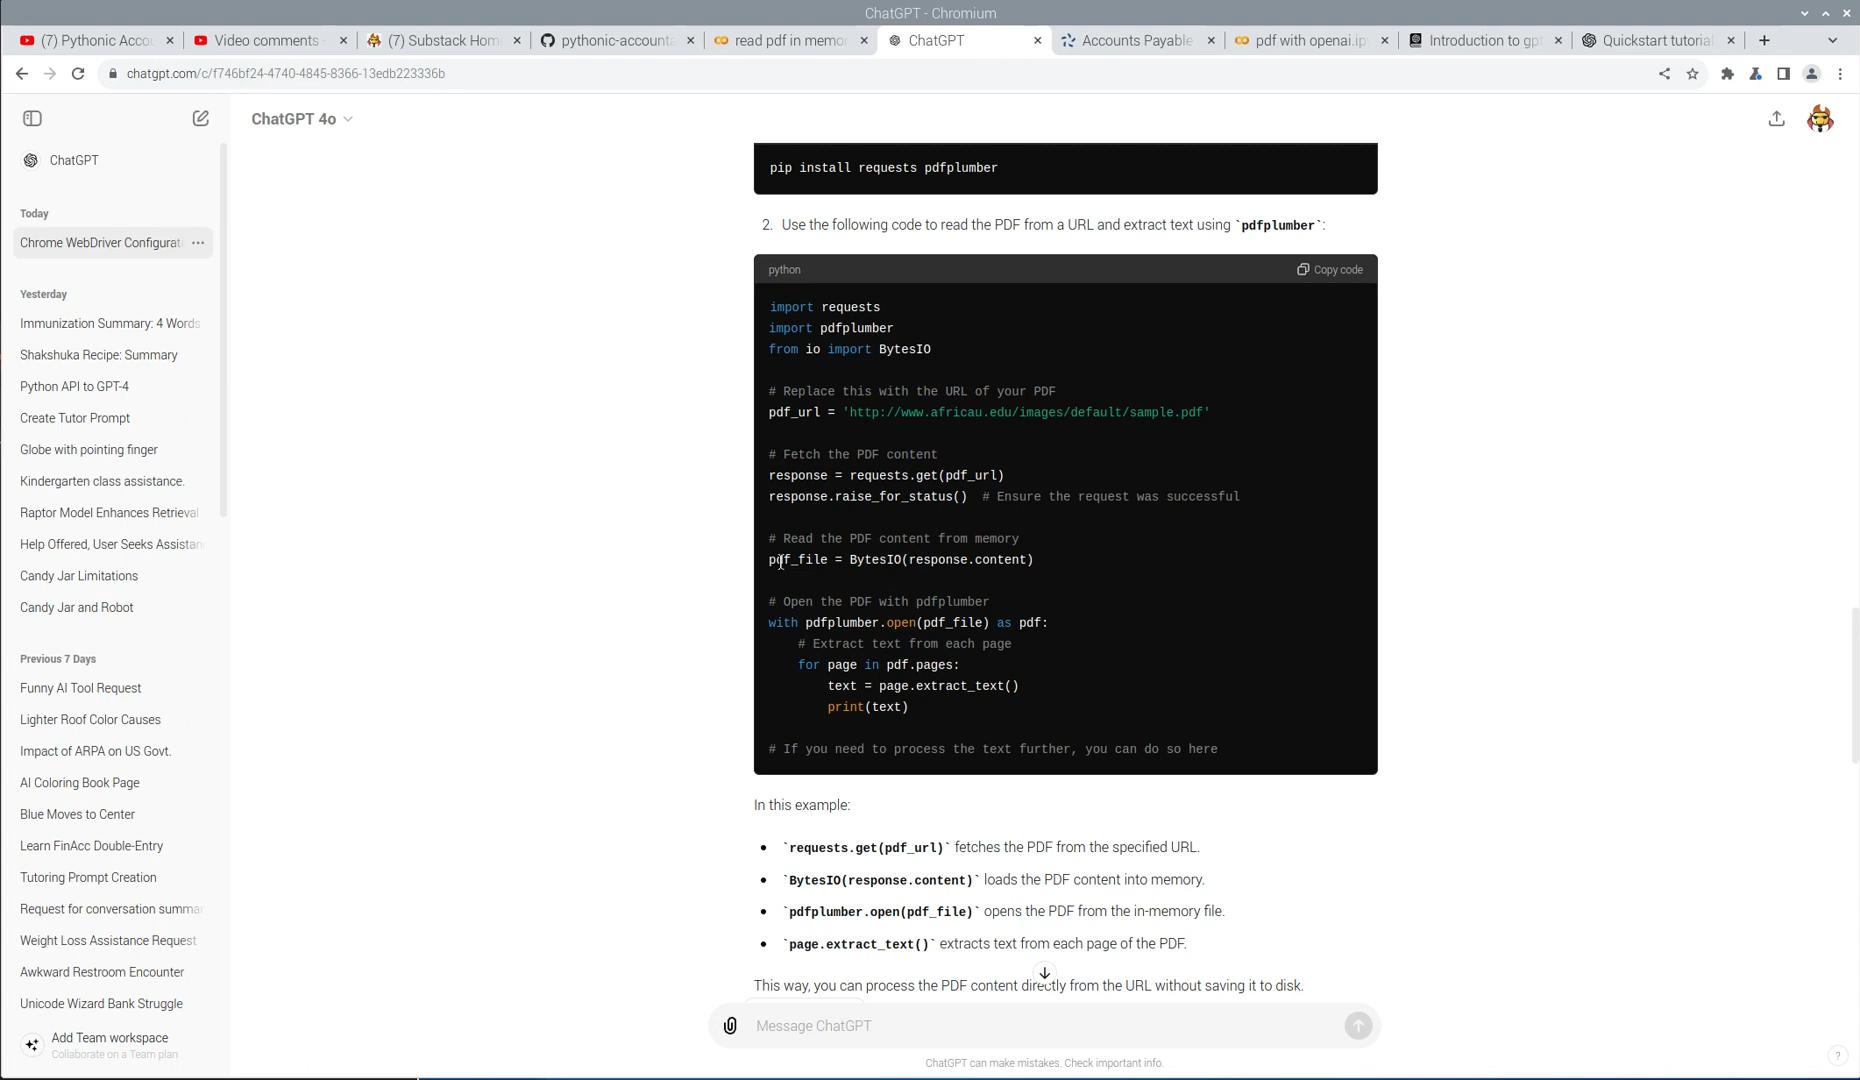 ChatGPT - Chromium
(7) Pythonic Accou
Video comments -
(7) Substack Hom
pythonic-accounta
read pdf in memor
ChatGPT
Accounts Payable
pdf with openai.ip
Introduction to gpt
Quickstart tutorial
chatgpt.com/c/f746bf24-4740-4845-8366-13edb223336b
ChatGPT
Today
Chrome WebDriver Configurati
Yesterday
Immunization Summary: 4 Words
Shakshuka Recipe: Summary
Python API to GPT-4
Create Tutor Prompt
Globe with pointing finger
Kindergarten class assistance.
Raptor Model Enhances Retrieval
Help Offered, User Seeks Assistan
Candy Jar Limitations
Candy Jar and Robot
Previous 7 Days
Funny AI Tool Request
Lighter Roof Color Causes
Impact of ARPA on US Govt.
AI Coloring Book Page
Blue Moves to Center
Learn FinAcc Double-Entry
Tutoring Prompt Creation
Request for conversation summar
Weight Loss Assistance Request
Awkward Restroom Encounter
Unicode Wizard Bank Struggle
Add Team workspace
Collaborate on a Team plan
ChatGPT 4o
pip install requests pdfplumber
2. Use the following code to read the PDF from a URL and extract text using `pdfplumber`:
python
Copy code
import requests
import pdfplumber
from io import BytesIO
# Replace this with the URL of your PDF
pdf_url = 'http://www.africau.edu/images/default/sample.pdf'
# Fetch the PDF content
response = requests.get(pdf_url)
response.raise_for_status()  # Ensure the request was successful
# Read the PDF content from memory
pdf_file = BytesIO(response.content)
# Open the PDF with pdfplumber
with pdfplumber.open(pdf_file) as pdf:
    # Extract text from each page
    for page in pdf.pages:
        text = page.extract_text()
        print(text)
# If you need to process the text further, you can do so here
In this example:
• `requests.get(pdf_url)` fetches the PDF from the specified URL.
• `BytesIO(response.content)` loads the PDF content into memory.
• `pdfplumber.open(pdf_file)` opens the PDF from the in-memory file.
• `page.extract_text()` extracts text from each page of the PDF.
This way, you can process the PDF content directly from the URL without saving it to disk.
Message ChatGPT
ChatGPT can make mistakes. Check important info.
?